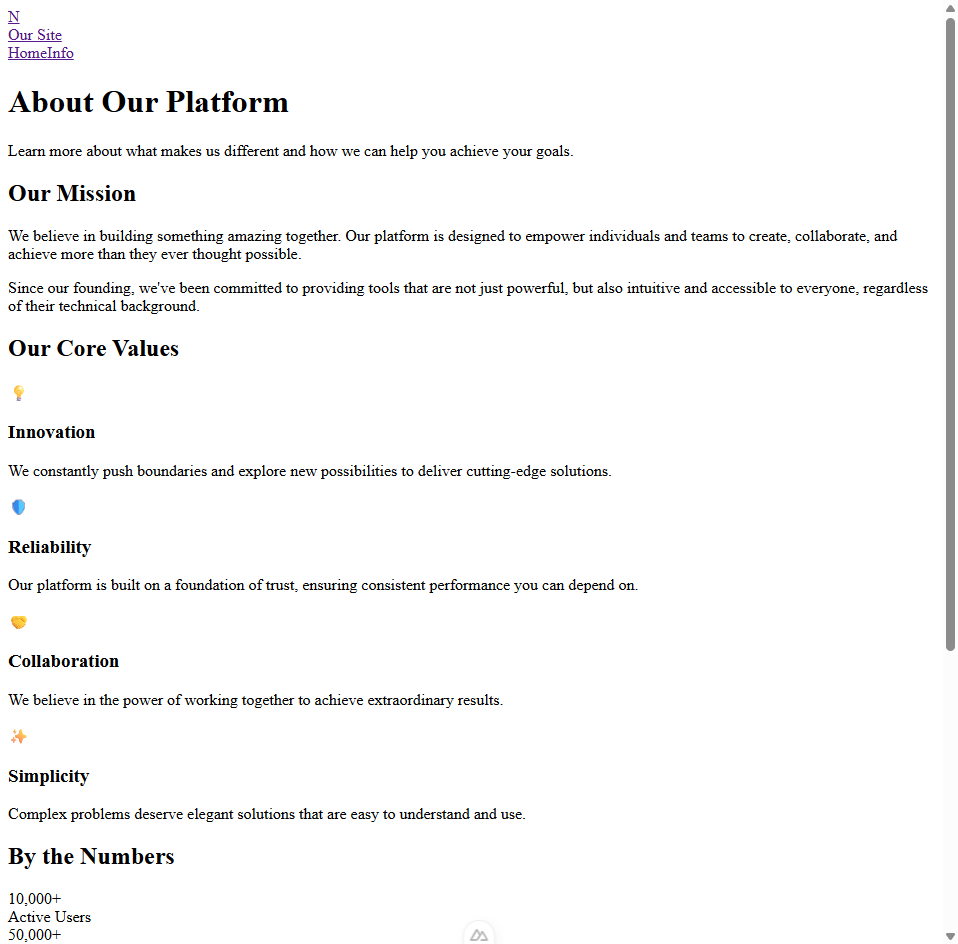 N
Our Site
HomeInfo
About Our Platform
Learn more about what makes us different and how we can help you achieve your goals.
Our Mission
We believe in building something amazing together. Our platform is designed to empower individuals and teams to create, collaborate, and
achieve more than they ever thought possible.
Since our founding, we've been committed to providing tools that are not just powerful, but also intuitive and accessible to everyone, regardless
of their technical background.
Our Core Values
Innovation
We constantly push boundaries and explore new possibilities to deliver cutting-edge solutions.
Reliability
Our platform is built on a foundation of trust, ensuring consistent performance you can depend on.
Collaboration
We believe in the power of working together to achieve extraordinary results.
Simplicity
Complex problems deserve elegant solutions that are easy to understand and use.
By the Numbers
10,000+
Active Users
50,000+